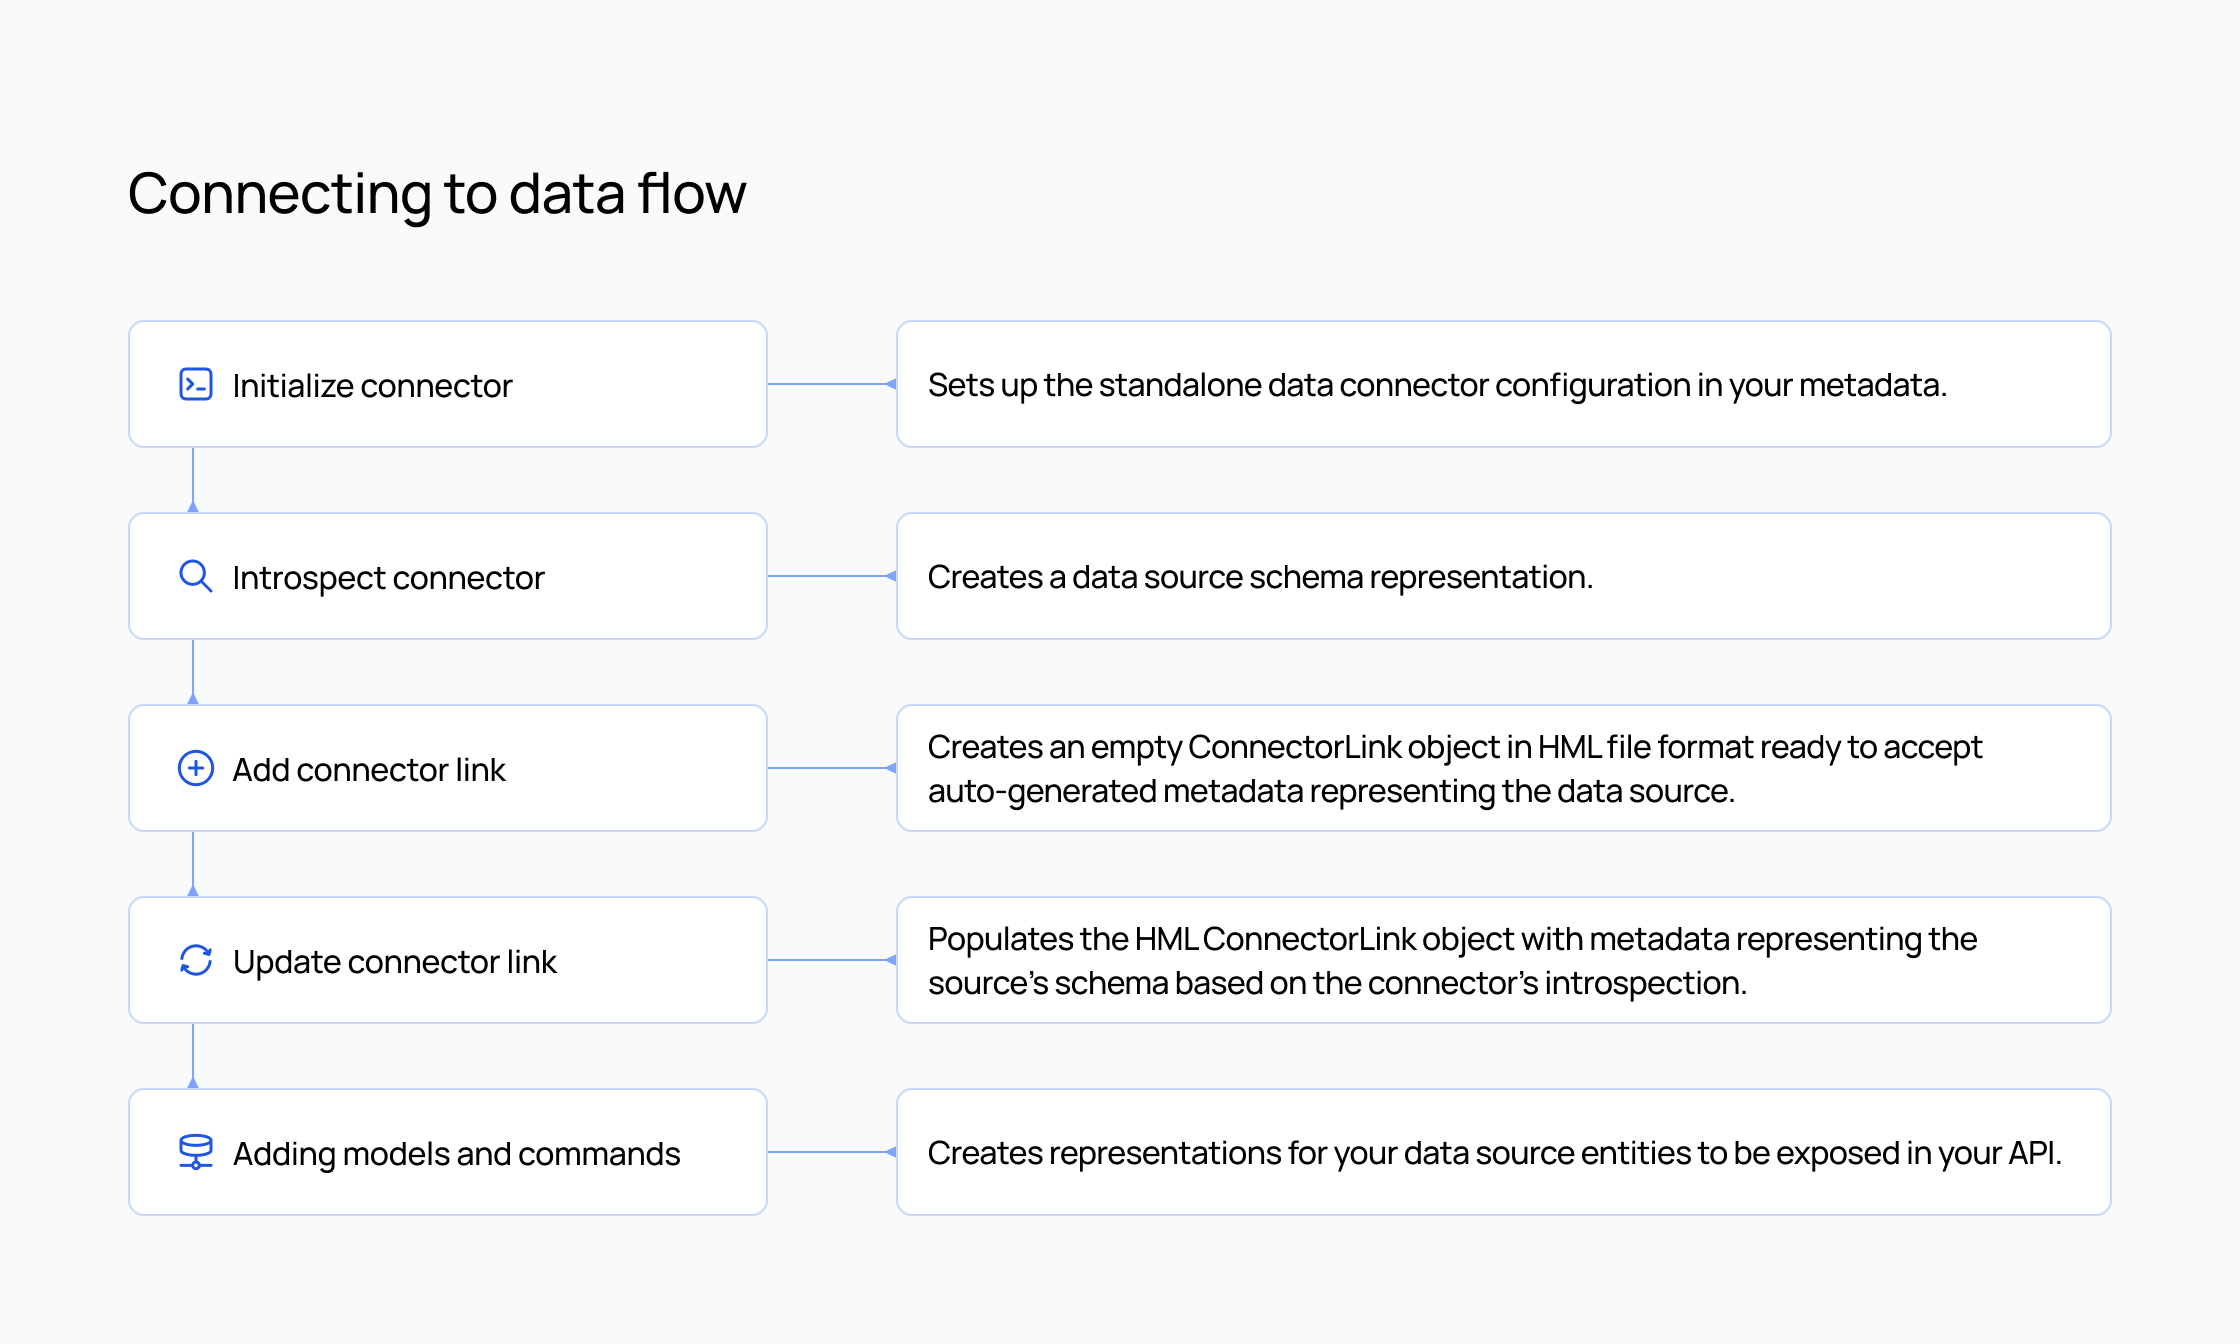 Connecting to data flow
Initialize connector
Sets up the standalone data connector configuration in your metadata.
Introspect connector
Creates a data source schema representation.
Add connector link
Creates an empty ConnectorLink object in HML file format ready to accept
auto-generated metadata representing the data source.
Update connector link
Populates the HML ConnectorLink object with metadata representing the
source’s schema based on the connector’s introspection.
Adding models and commands
Creates representations for your data source entities to be exposed in your API.